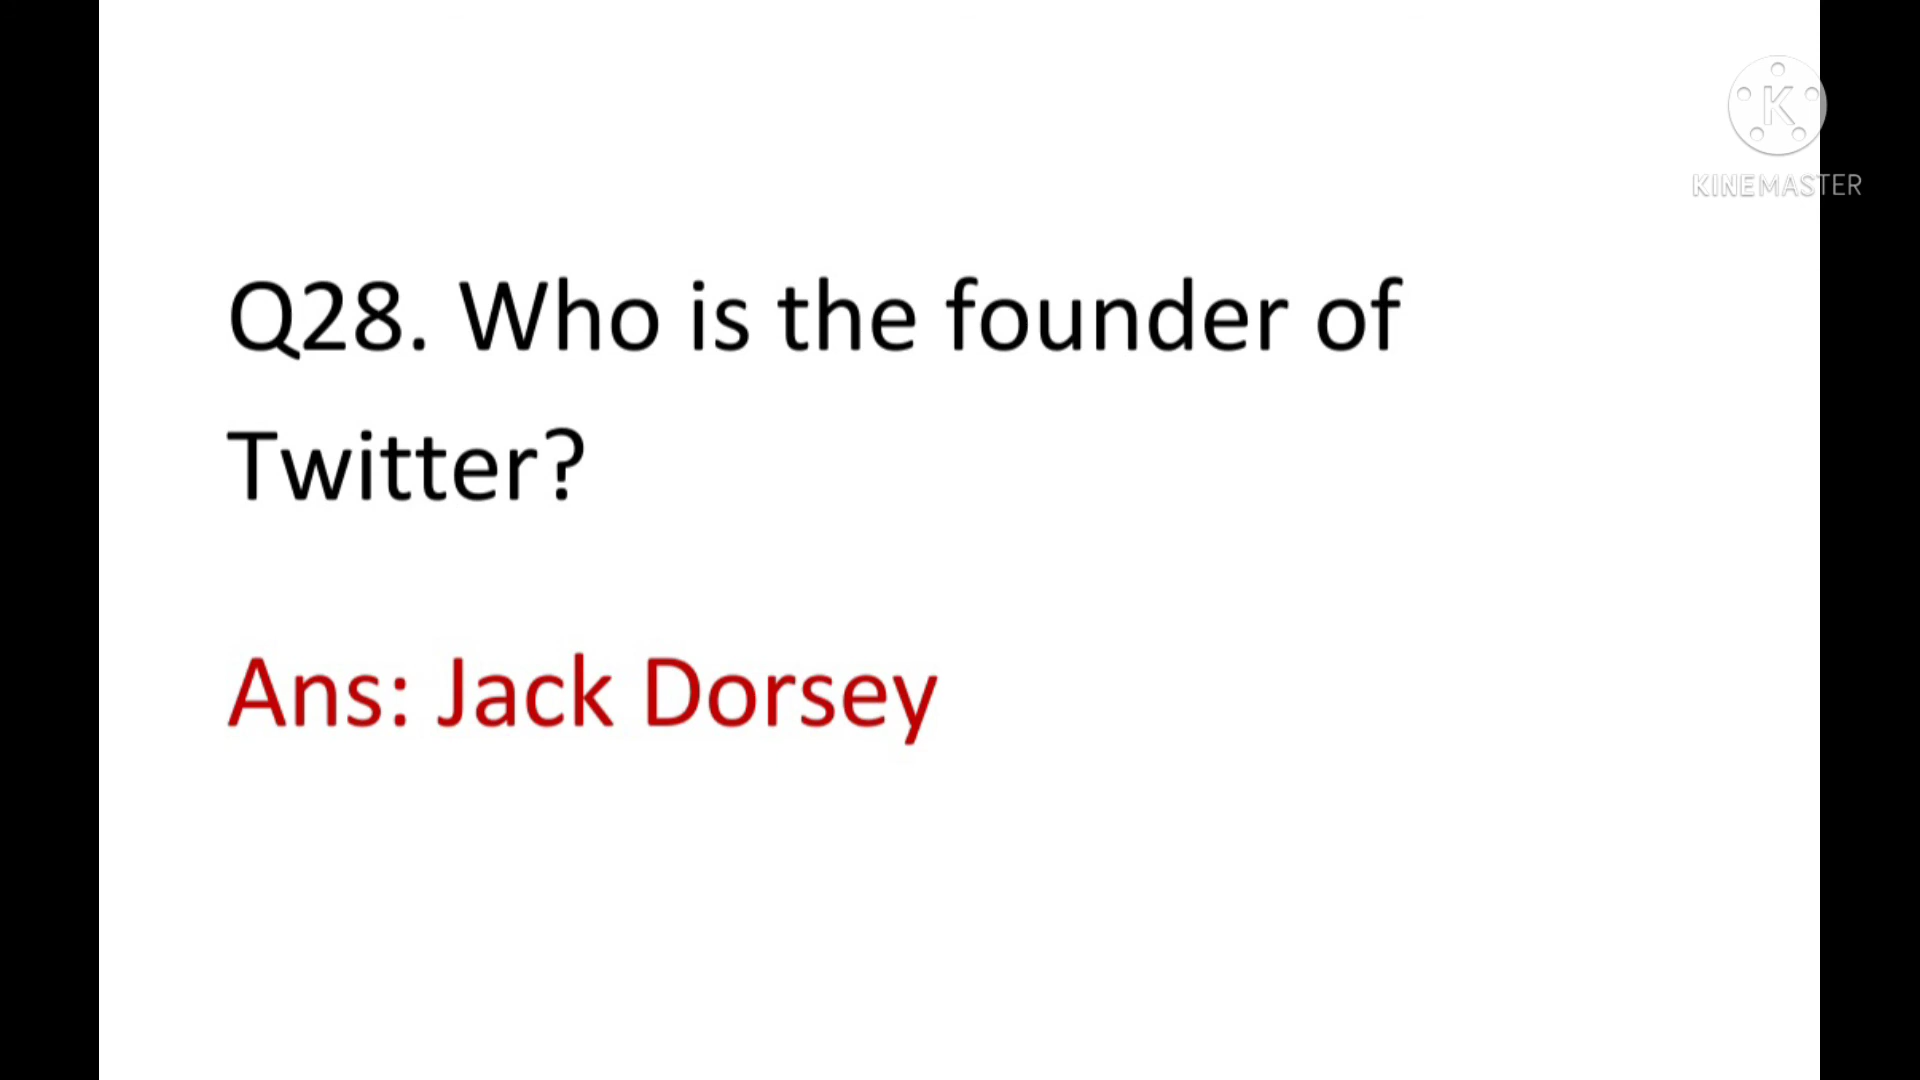 K
KINEMASTER
Q28. Who is the founder of
Twitter?
Ans: Jack Dorsey